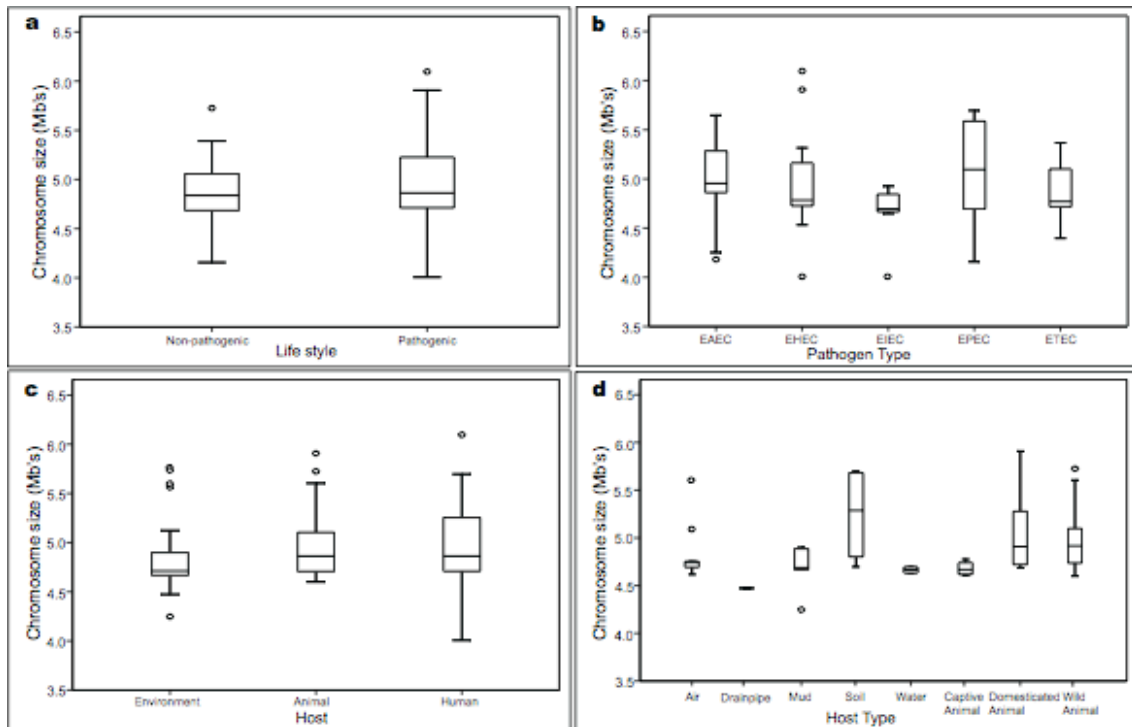 a
Chromosome size (Mb's)
6.5
6.0
5.5
5.0
4.5
4.0
3.5
Non-pathogenic Pathogenic
Life style
b
Chromosome size (Mb's)
6.5
6.0
5.5
5.0
4.5
4.0
3.5
EAEC EHEC EIEC EPEC ETEC
Pathogen Type
c
Chromosome size (Mb's)
6.5
6.0
5.5
5.0
4.5
4.0
3.5
Environment Animal Human
Host
d
Chromosome size (Mb's)
6.5
6.0
5.5
5.0
4.5
4.0
3.5
Air Drainpipe Mud Soil Water Captive Domesticated Wild
Animal Animal Animal
Host Type